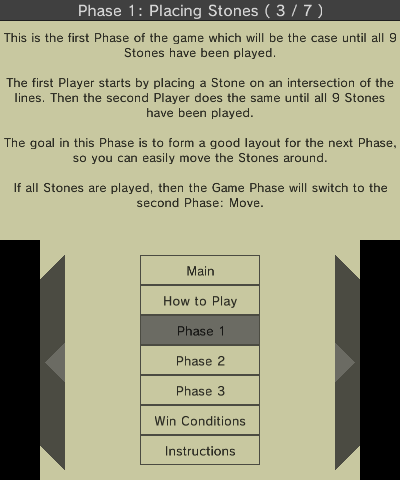 Phase 1: Placing Stones ( 3 / 7 )
This is the first Phase of the game which will be the case until all 9
Stones have been played.
The first Player starts by placing a Stone on an intersection of the
lines. Then the second Player does the same until all 9 Stones
have been played.
The goal in this Phase is to form a good layout for the next Phase,
so you can easily move the Stones around.
If all Stones are played, then the Game Phase will switch to the
second Phase: Move.
Main
How to Play
Phase 1
Phase 2
Phase 3
Win Conditions
Instructions